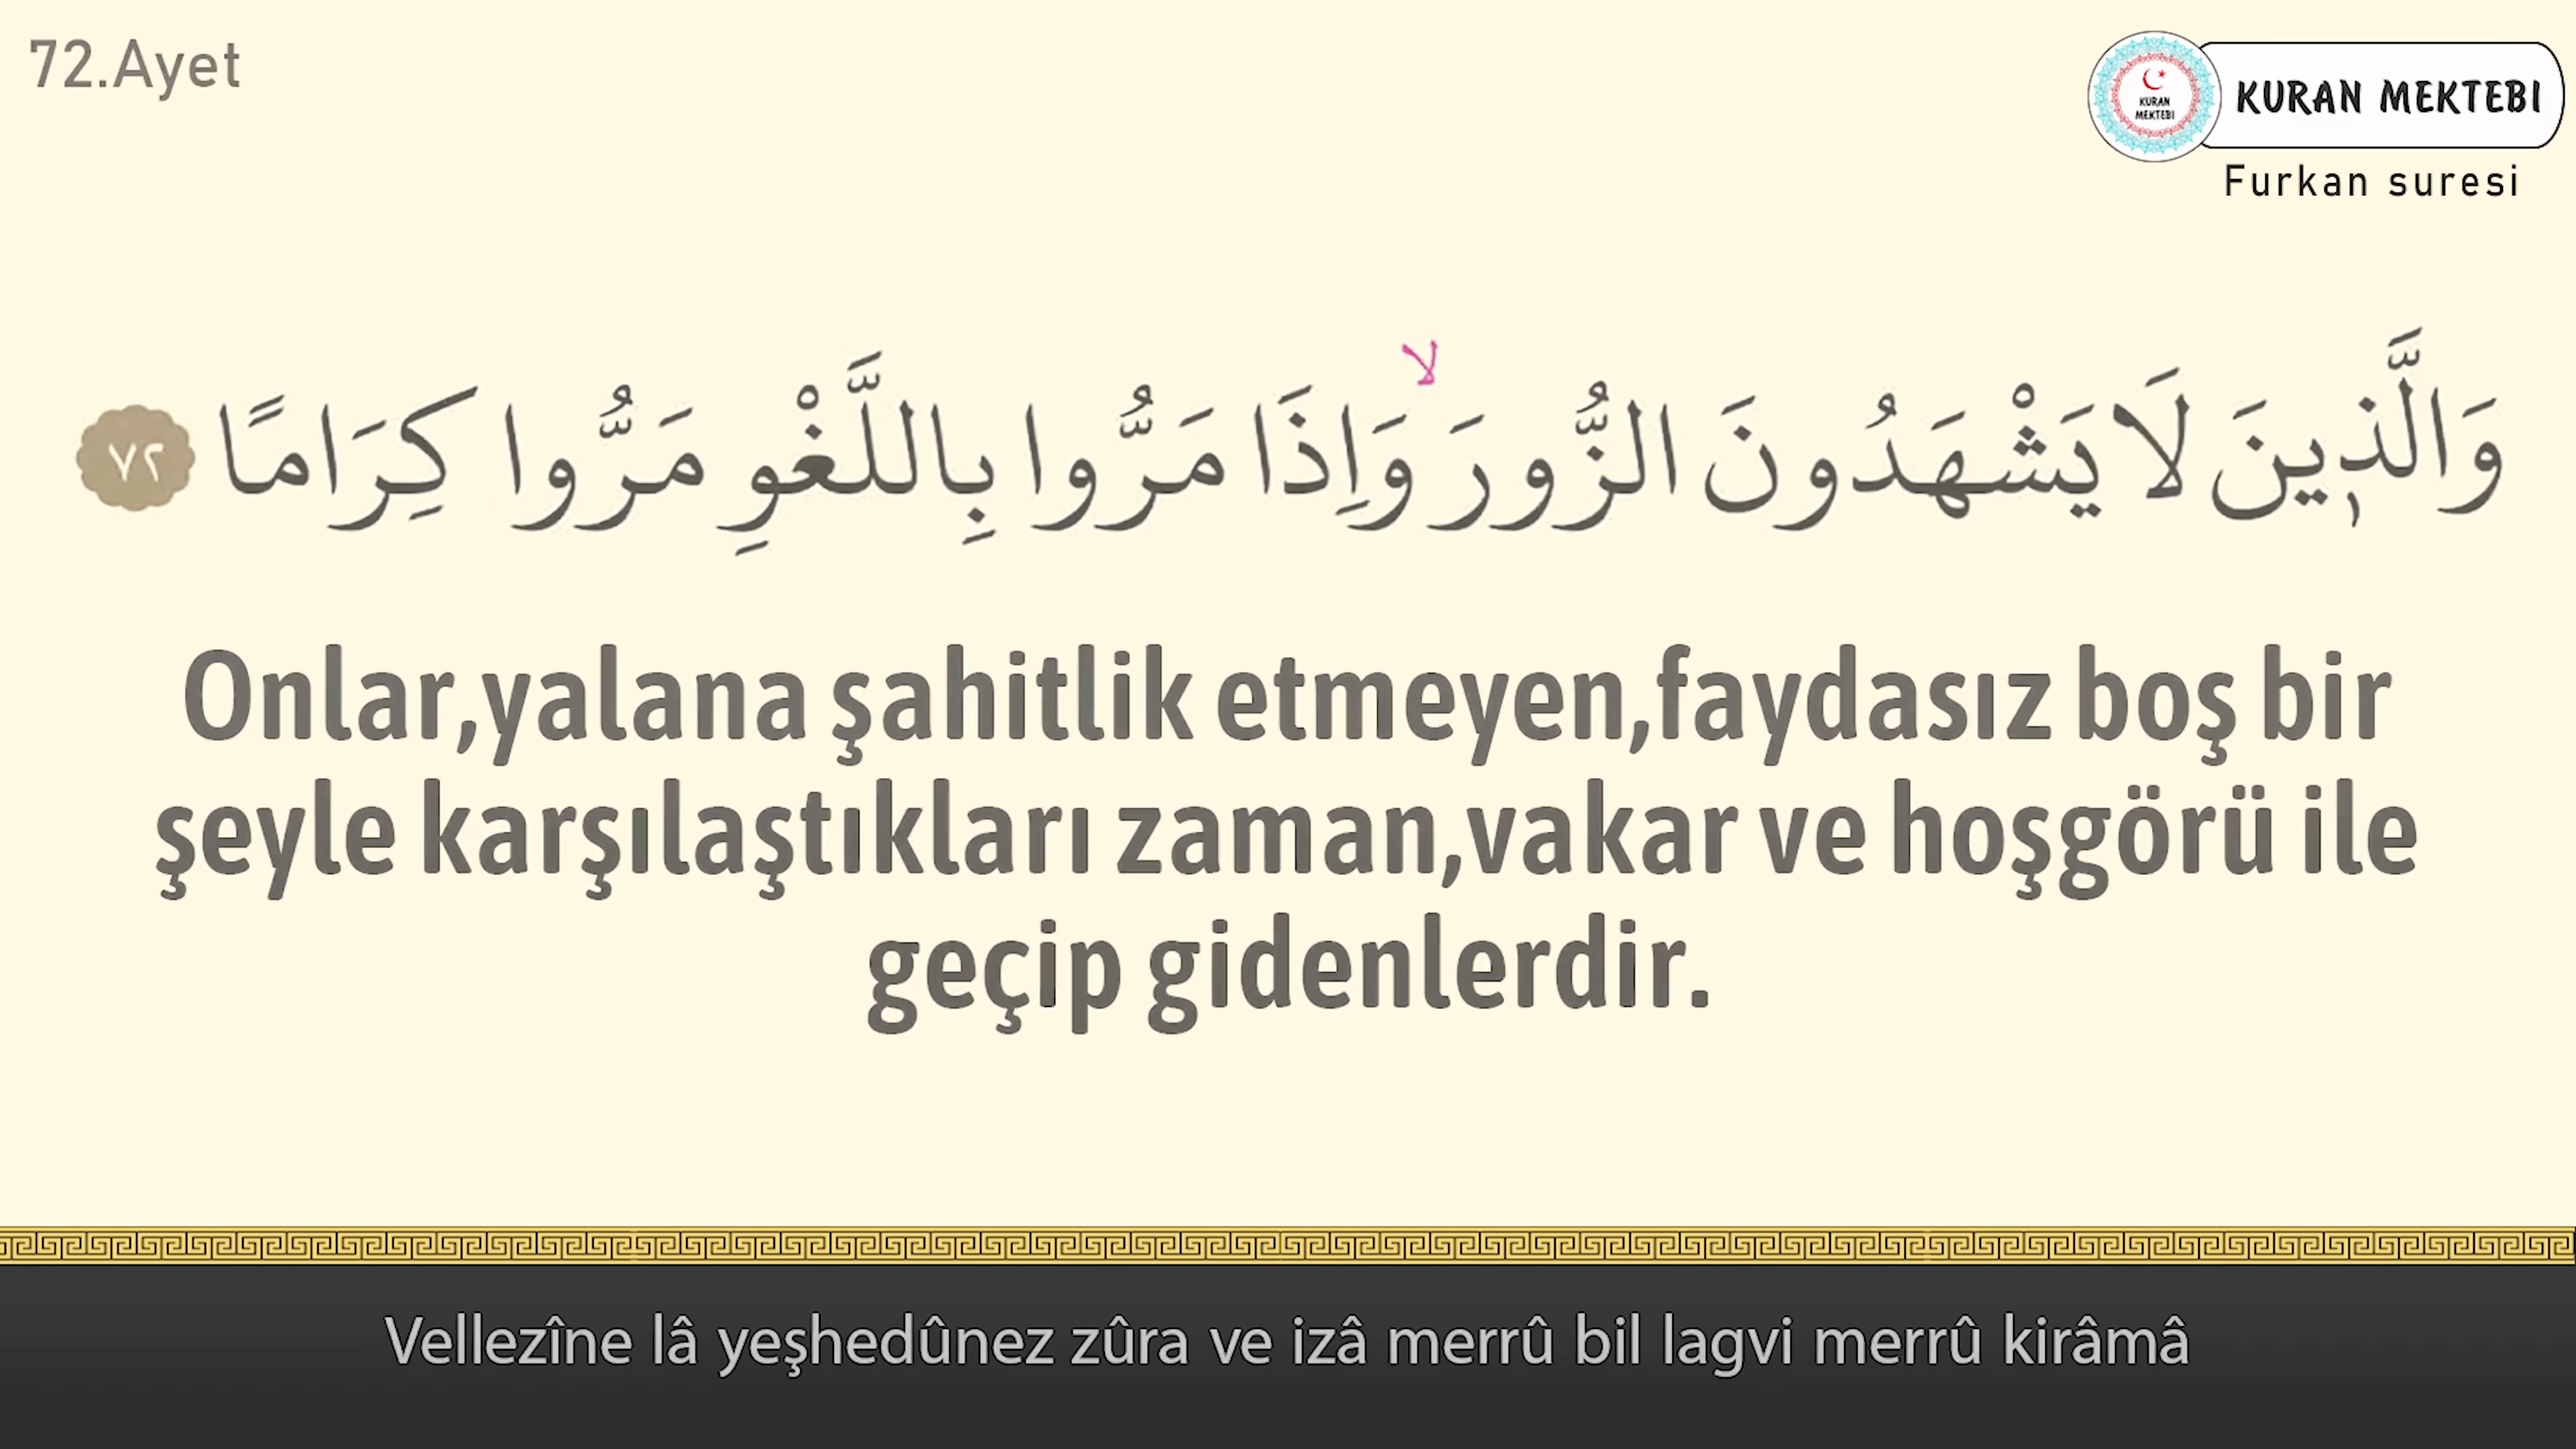 72.Ayet
KURAN
MEKTEBI
KURAN MEKTEBI
Furkan suresi
وَالَّذ۪ينَ لَا يَشْهَدُونَ الزُّورَۙ وَاِذَا مَرُّوا بِاللَّغْوِ مَرُّوا كِرَامًا ٧٢
Onlar,yalana şahitlik etmeyen,faydasız boş bir
şeyle karşılaştıkları zaman,vakar ve hoşgörü ile
geçip gidenlerdir.
Vellezîne lâ yeşhedûnez zûra ve izâ merrû bil lagvi merrû kirâmâ